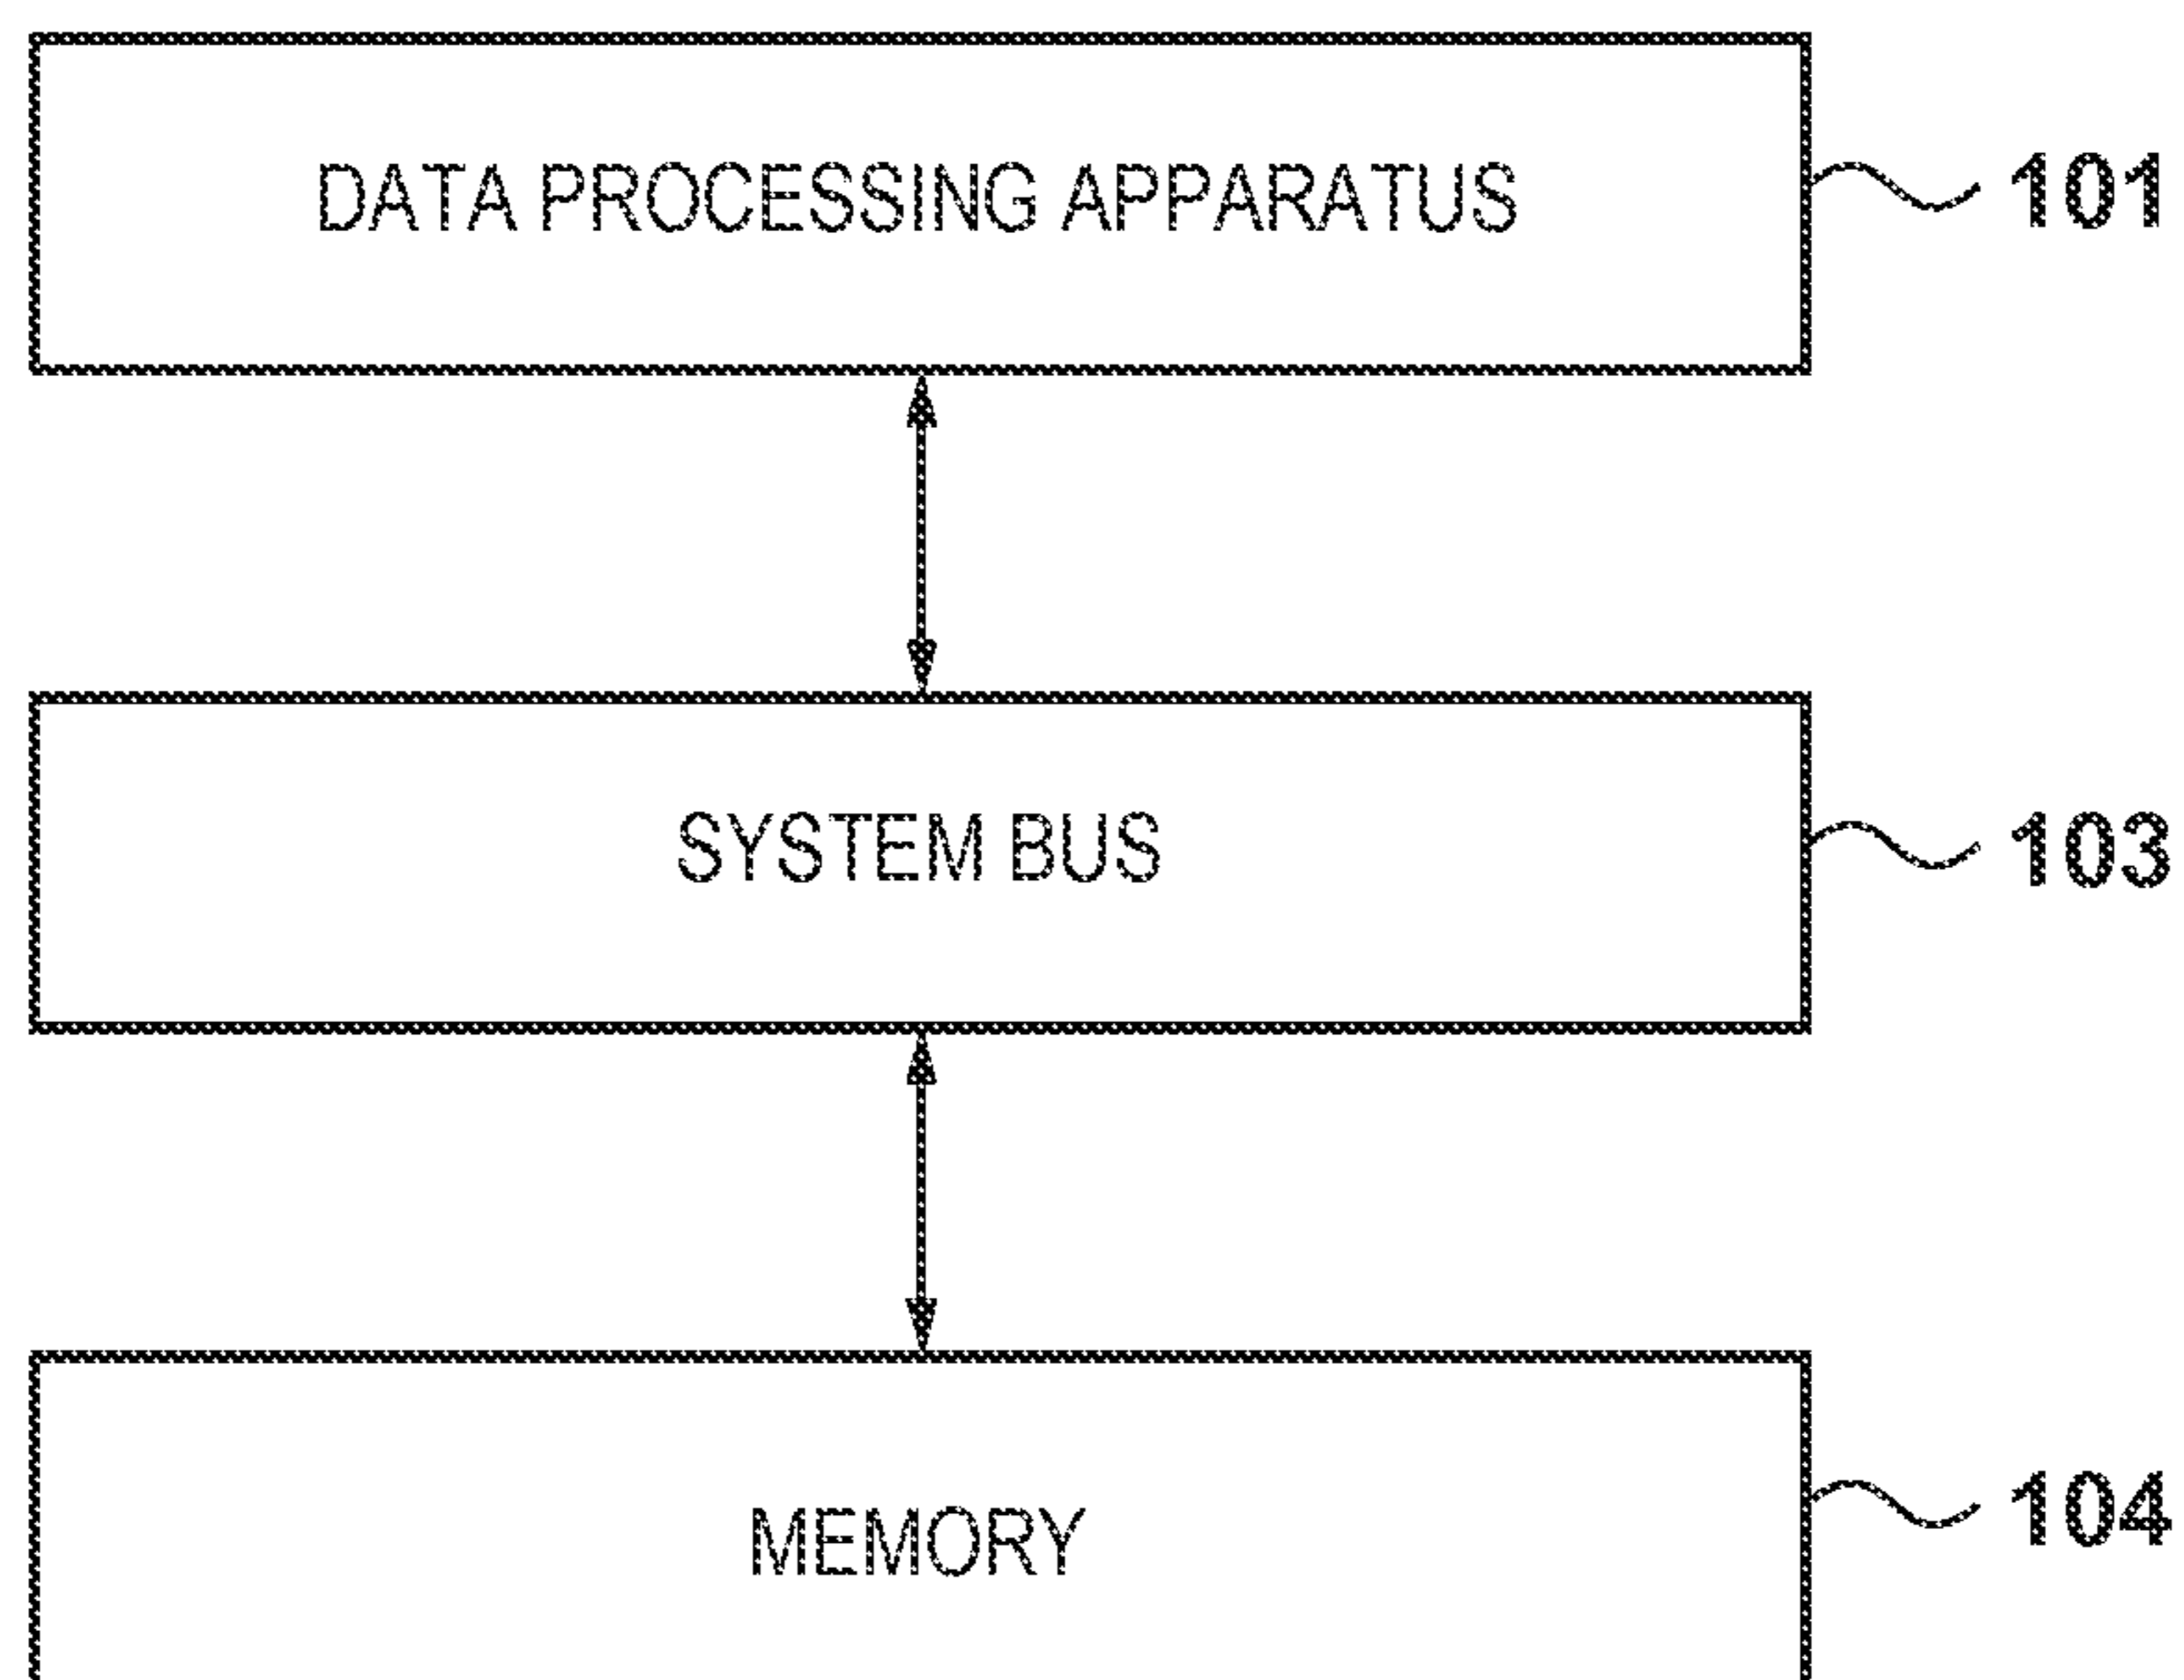 DATA PROCESSING APPARATUS
101
SYSTEM BUS
103
MEMORY
104